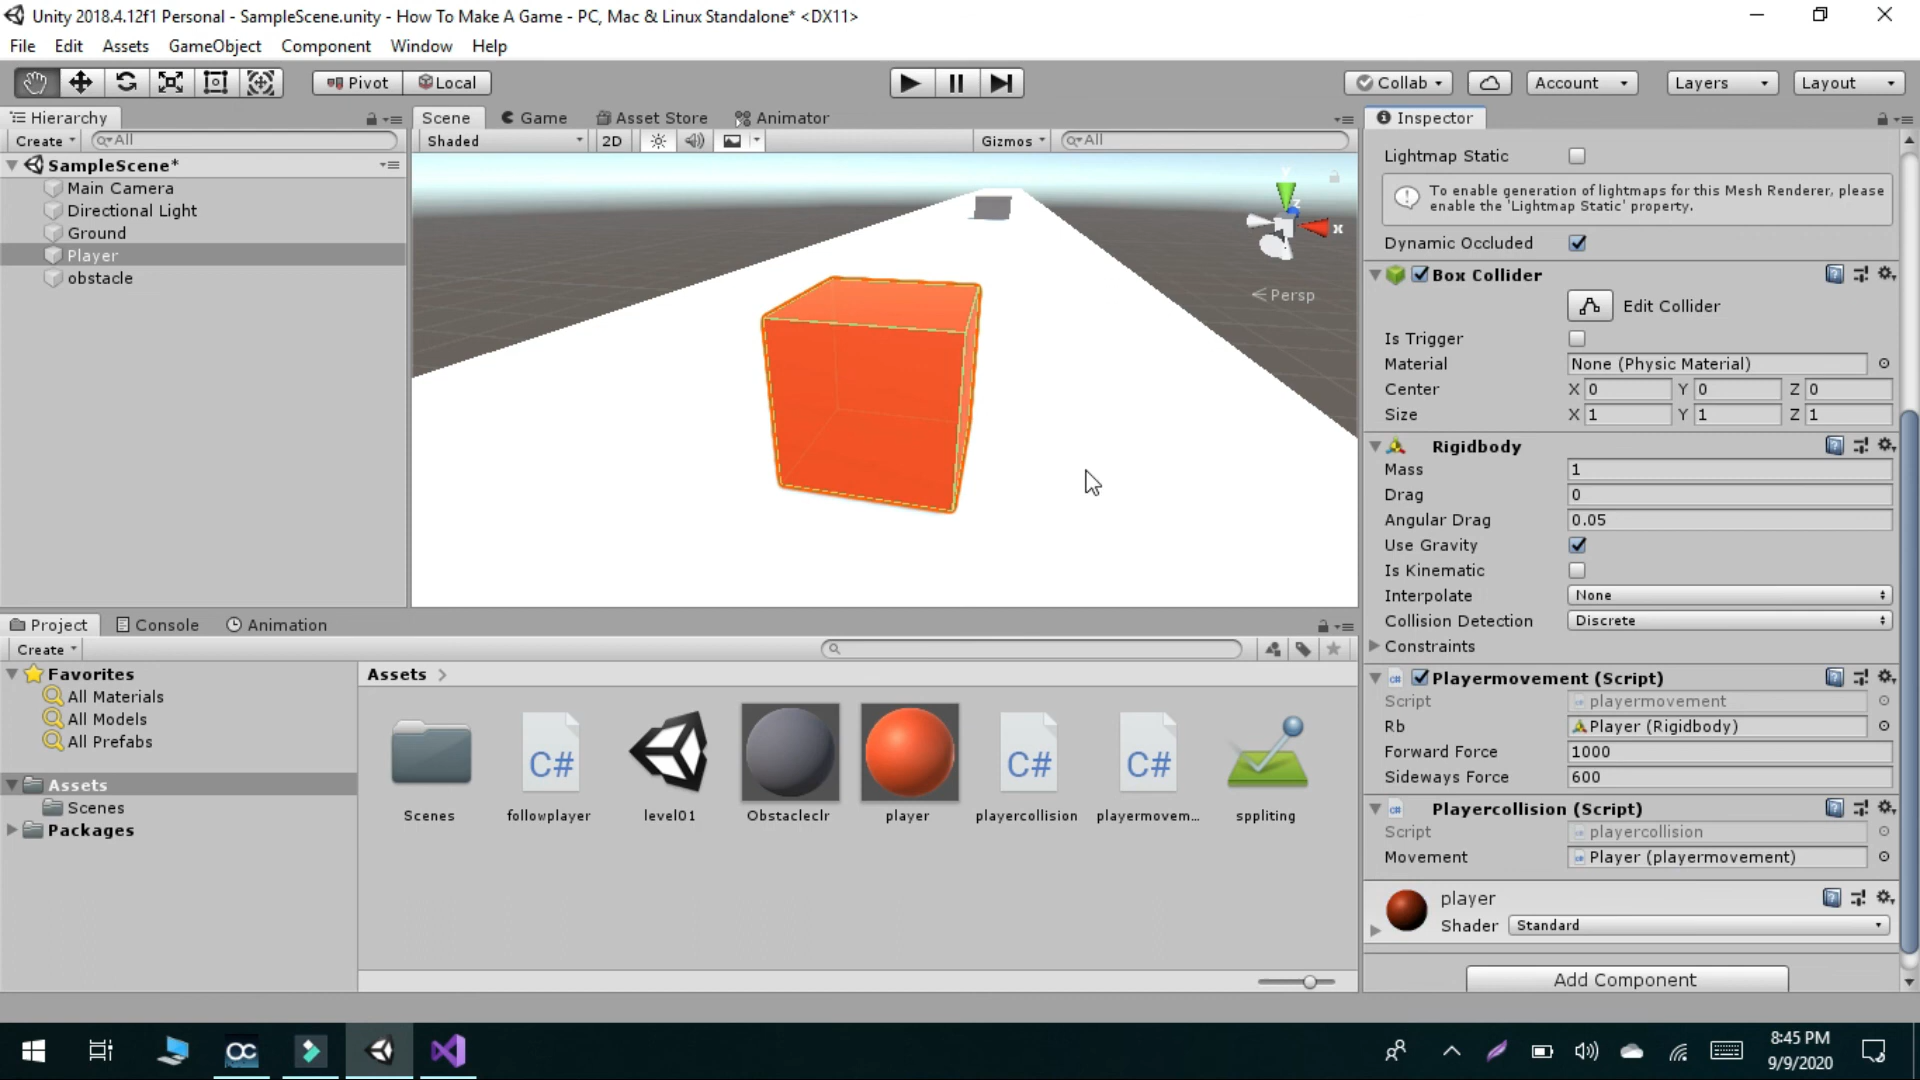 Unity 2018.4.12f1 Personal - SampleScene.unity - How To Make A Game - PC, Mac & Linux Standalone* <DX11>
File Edit Assets GameObject Component Window Help
Pivot Local Collab Account Layers Layout
Hierarchy
Create All
SampleScene*
Main Camera
Directional Light
Ground
Player
obstacle
Scene Game Asset Store Animator
Shaded 2D Gizmos All
y
z
x
Persp
Inspector
Lightmap Static
To enable generation of lightmaps for this Mesh Renderer, please
enable the 'Lightmap Static' property.
Dynamic Occluded
Box Collider
Edit Collider
Is Trigger
Material None (Physic Material)
Center X 0 Y 0 Z 0
Size X 1 Y 1 Z 1
Rigidbody
Mass 1
Drag 0
Angular Drag 0.05
Use Gravity
Is Kinematic
Interpolate None
Collision Detection Discrete
Constraints
Playermovement (Script)
Script playermovement
Rb Player (Rigidbody)
Forward Force 1000
Sideways Force 600
Playercollision (Script)
Script playercollision
Movement Player (playermovement)
player
Shader Standard
Add Component
Project Console Animation
Create
Favorites
All Materials
All Models
All Prefabs
Assets
Scenes
Packages
Assets
C# C# C#
Scenes followplayer level01 Obstacleclr player playercollision playermovem... sppliting
8:45 PM
9/9/2020